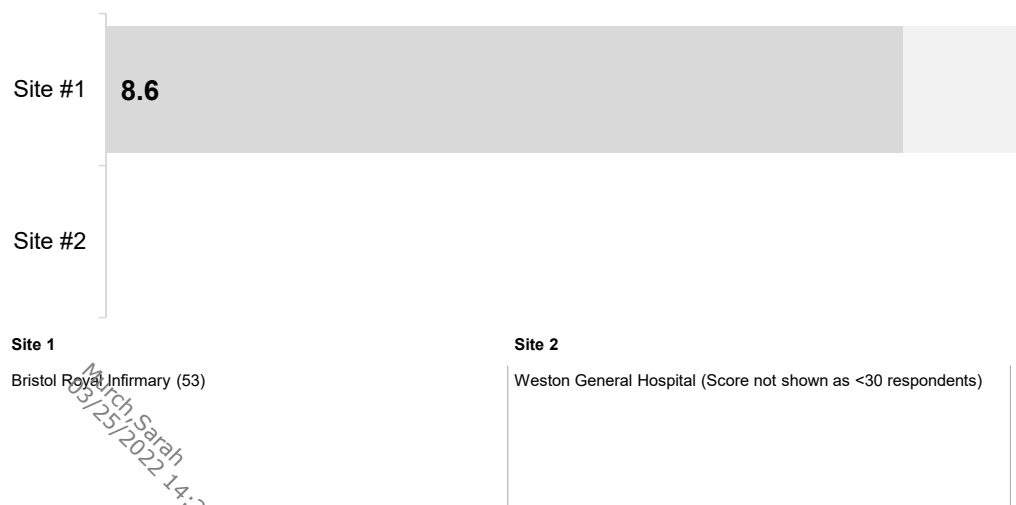 Site #1
8.6
Site #2
Site 1
Bristol Royal Infirmary (53)
Site 2
Weston General Hospital (Score not shown as <30 respondents)
Murch,Sarah
03/25/2022 14: